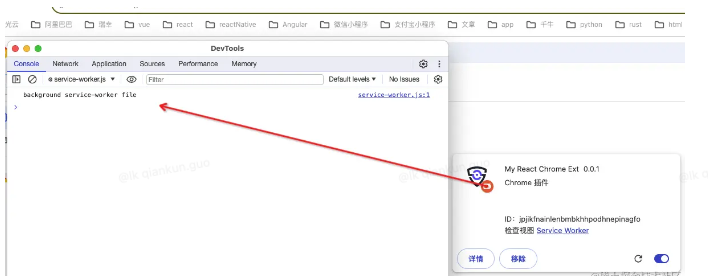 光云 阿里巴巴 掘金 vue react reactNative Angular 微信小程序 支付宝小程序 文章 app 千牛 python rust html
DevTools
Console Network Application Sources Performance Memory
service-worker.js Filter Default levels No Issues
background service-worker file service-worker.js:1
>
@lk qiankun guo
My React Chrome Ext 0.0.1
Chrome 插件
ID: jpjikfnainlenbmbkhhpodhnepinagfo
检查视图 Service Worker
详情 移除